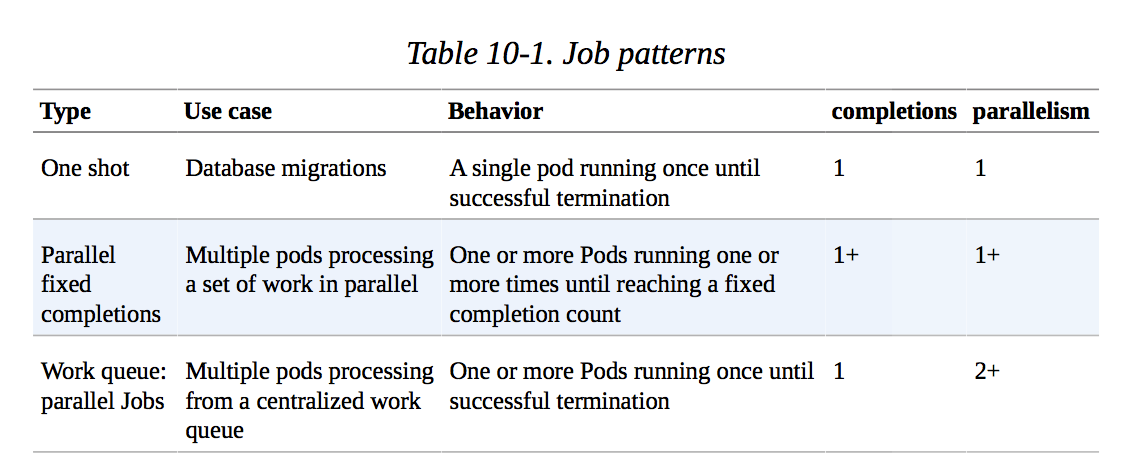 Table 10-1. Job patterns
Type Use case Behavior completions parallelism
One shot Database migrations A single pod running once until 1 1
successful termination
Parallel Multiple pods processing One or more Pods running one or 1+ 1+
fixed a set of work in parallel more times until reaching a fixed
completions completion count
Work queue: Multiple pods processing One or more Pods running once until 1 2+
parallel Jobs from a centralized work successful termination
queue